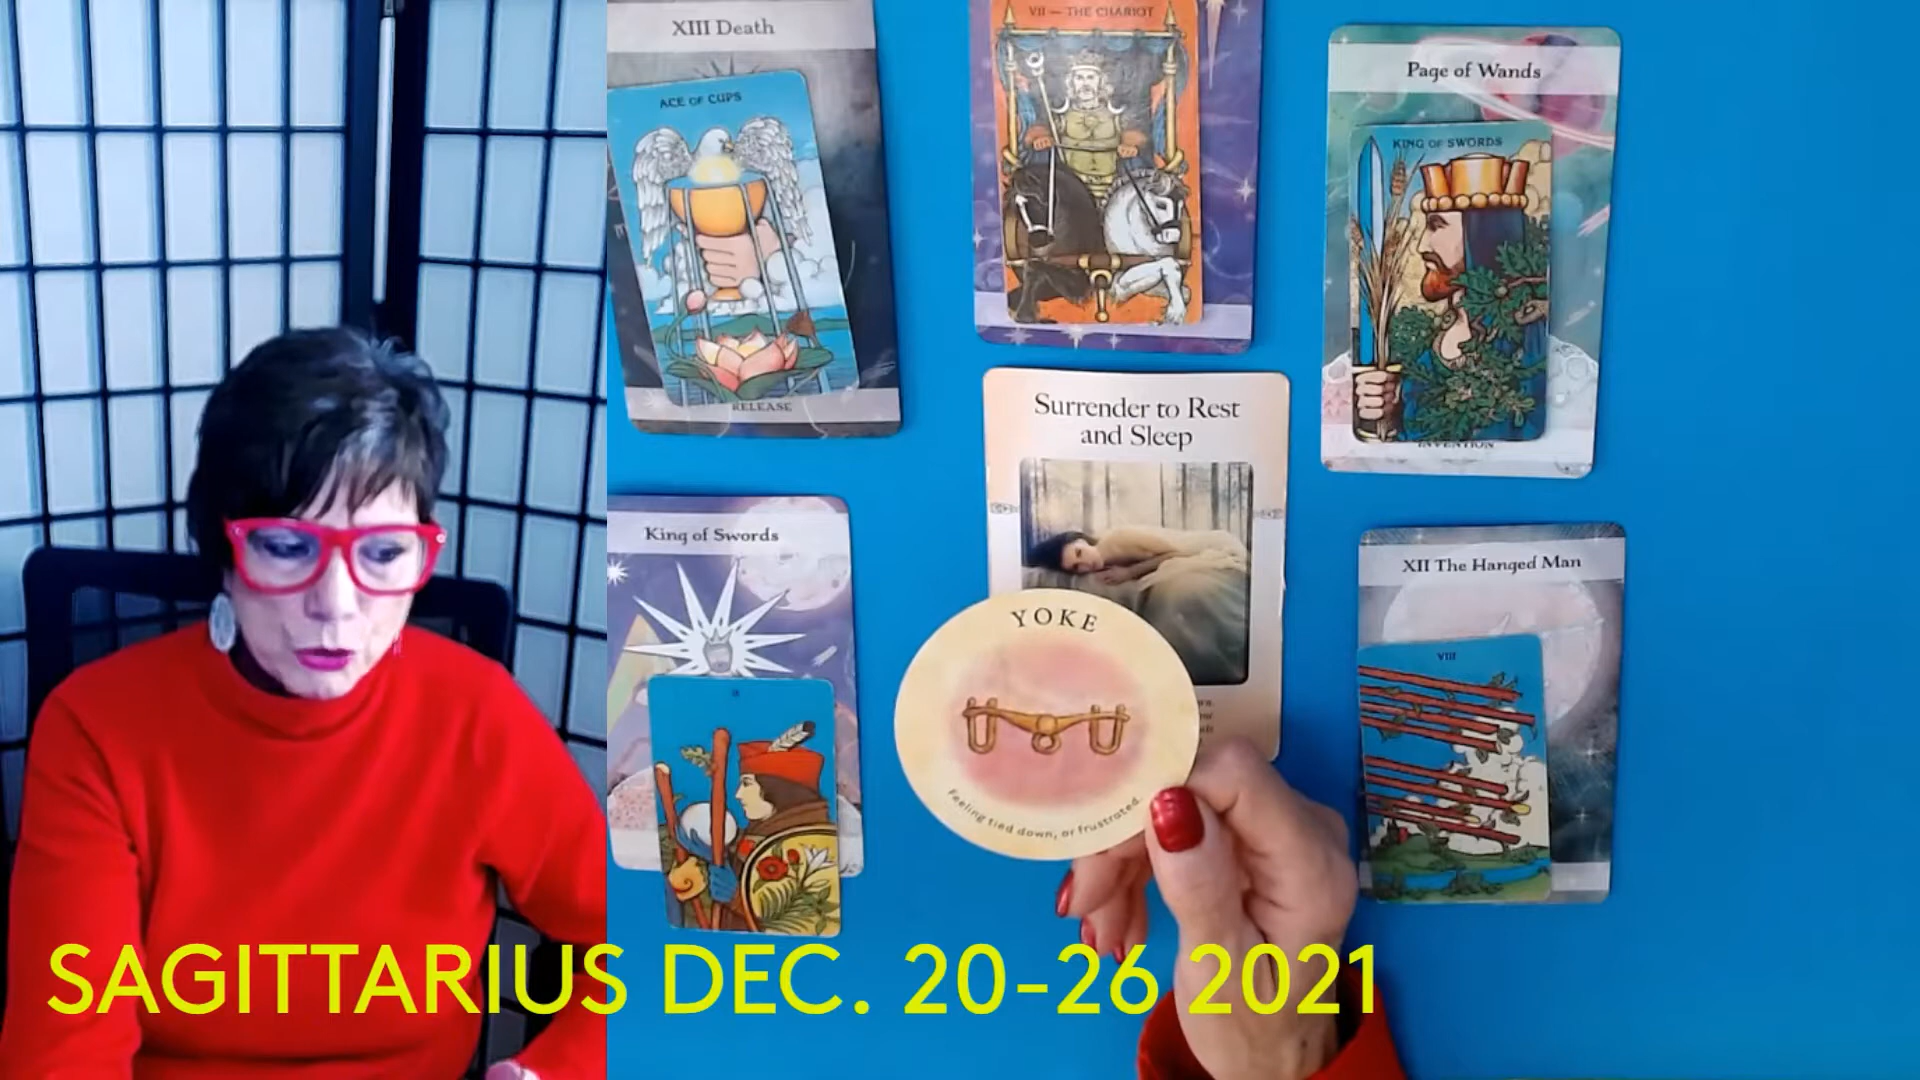 XIII Death
ACE OF CUPS
RELEASE
VII — THE CHARIOT
Page of Wands
KING OF SWORDS
INVENTION
Surrender to Rest
and Sleep
King of Swords
YOKE
Feeling tied down, or frustrated.
XII The Hanged Man
VIII
SAGITTARIUS DEC. 20-26 2021